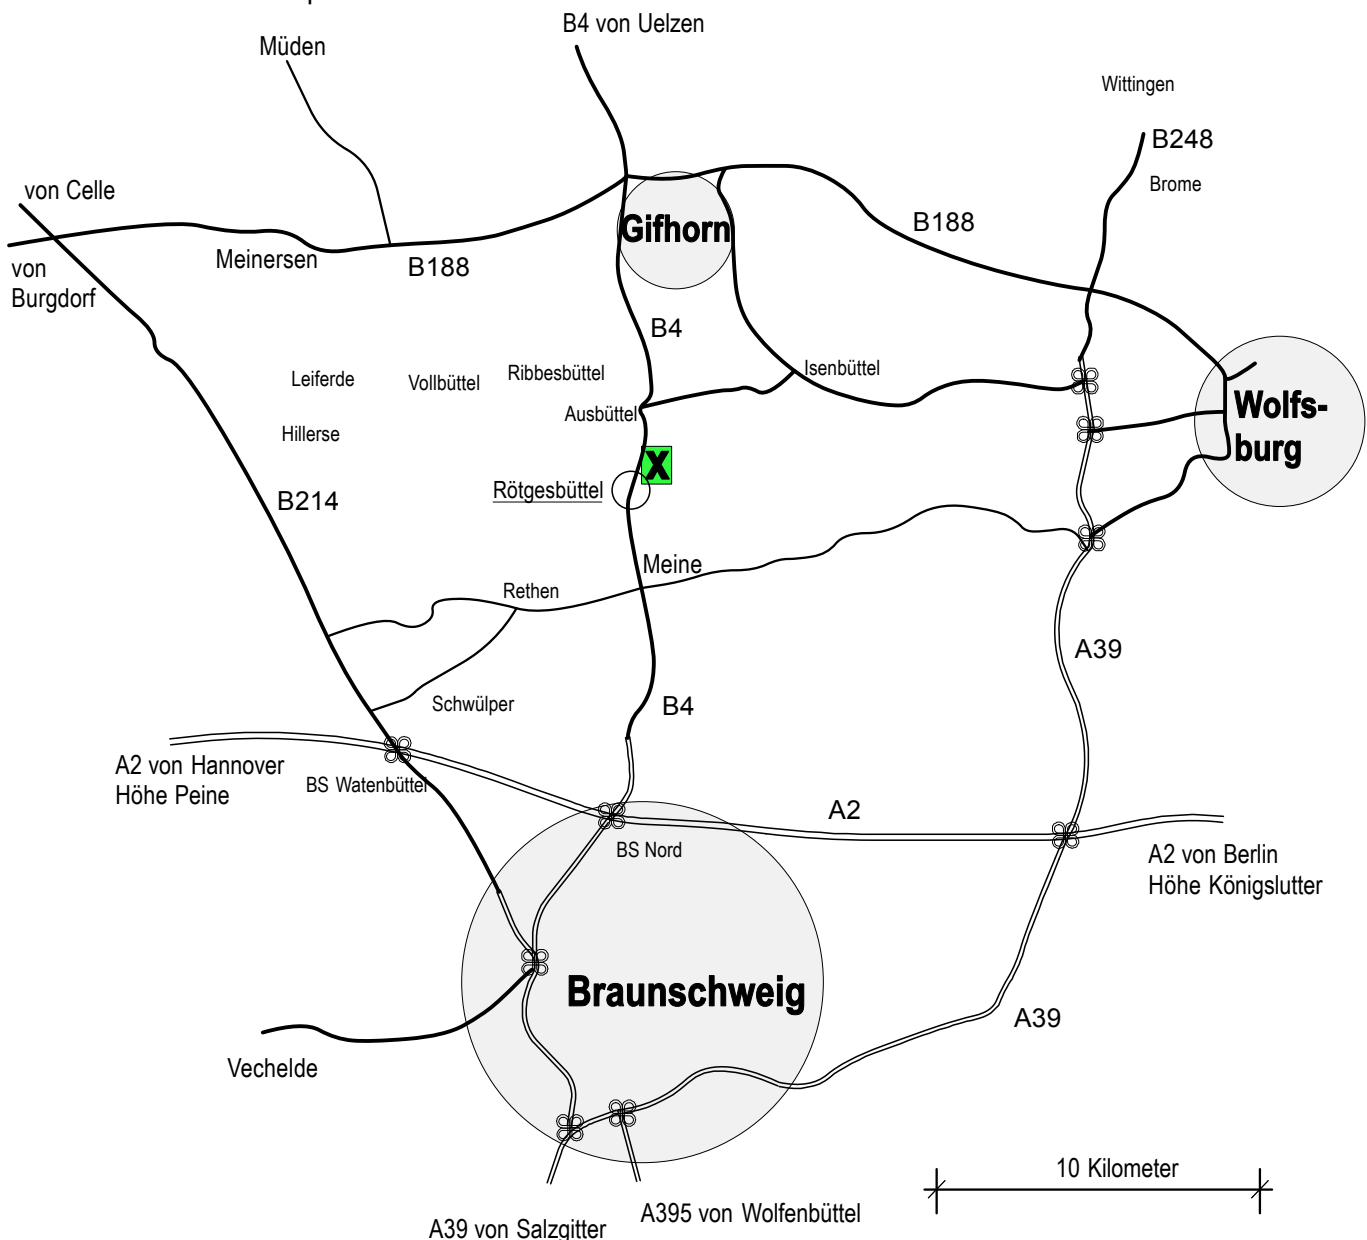 B4 von Uelzen
Müden
Wittingen
B248
Brome
von Celle
Gifhorn
B188
Meinersen
B188
von
Burgdorf
B4
Isenbüttel
Leiferde
Vollbüttel
Ribbesbüttel
Ausbüttel
Wolfs-
burg
Hillerse
X
Rötgesbüttel
B214
Meine
Rethen
A39
Schwülper
B4
A2 von Hannover
Höhe Peine
BS Watenbüttel
A2
BS Nord
A2 von Berlin
Höhe Königslutter
Braunschweig
A39
Vechelde
10 Kilometer
A395 von Wolfenbüttel
A39 von Salzgitter